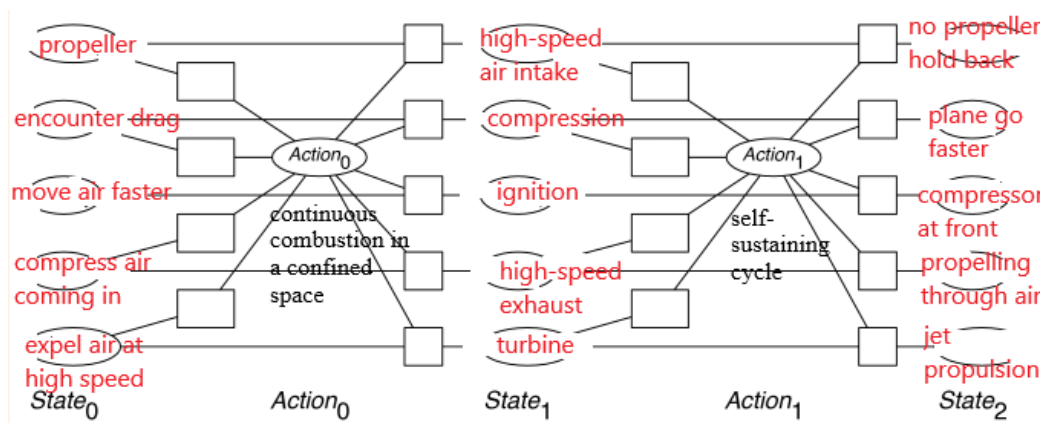 propeller
encounter drag
move air faster
compress air
coming in
expel air at
high speed
State0
Action0
continuous
combustion in
a confined
space
Action0
high-speed
air intake
compression
ignition
high-speed
exhaust
turbine
State1
Action1
self-
sustaining
cycle
Action1
no propeller
hold back
plane go
faster
compressor
at front
propelling
through air
jet
propulsion
State2